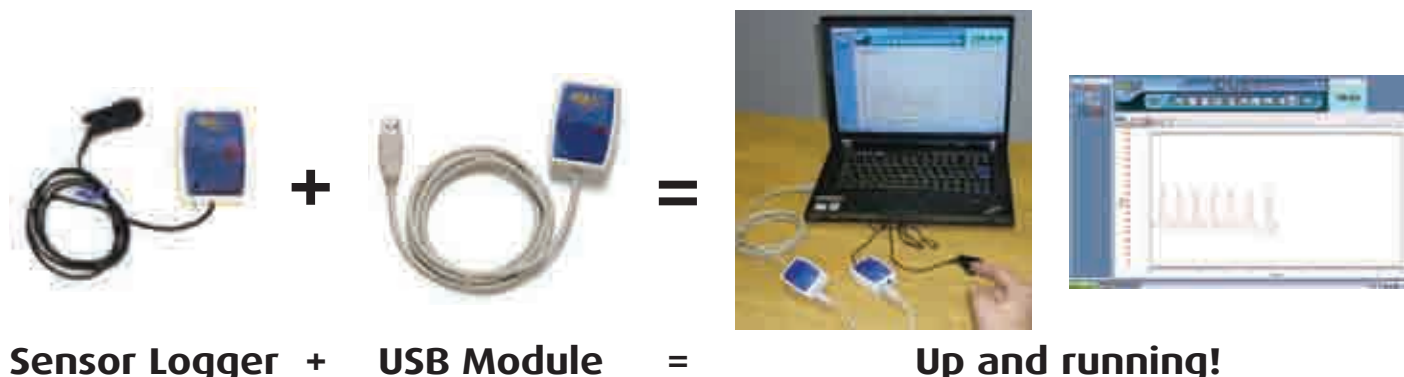 + =
Sensor Logger + USB Module = Up and running!